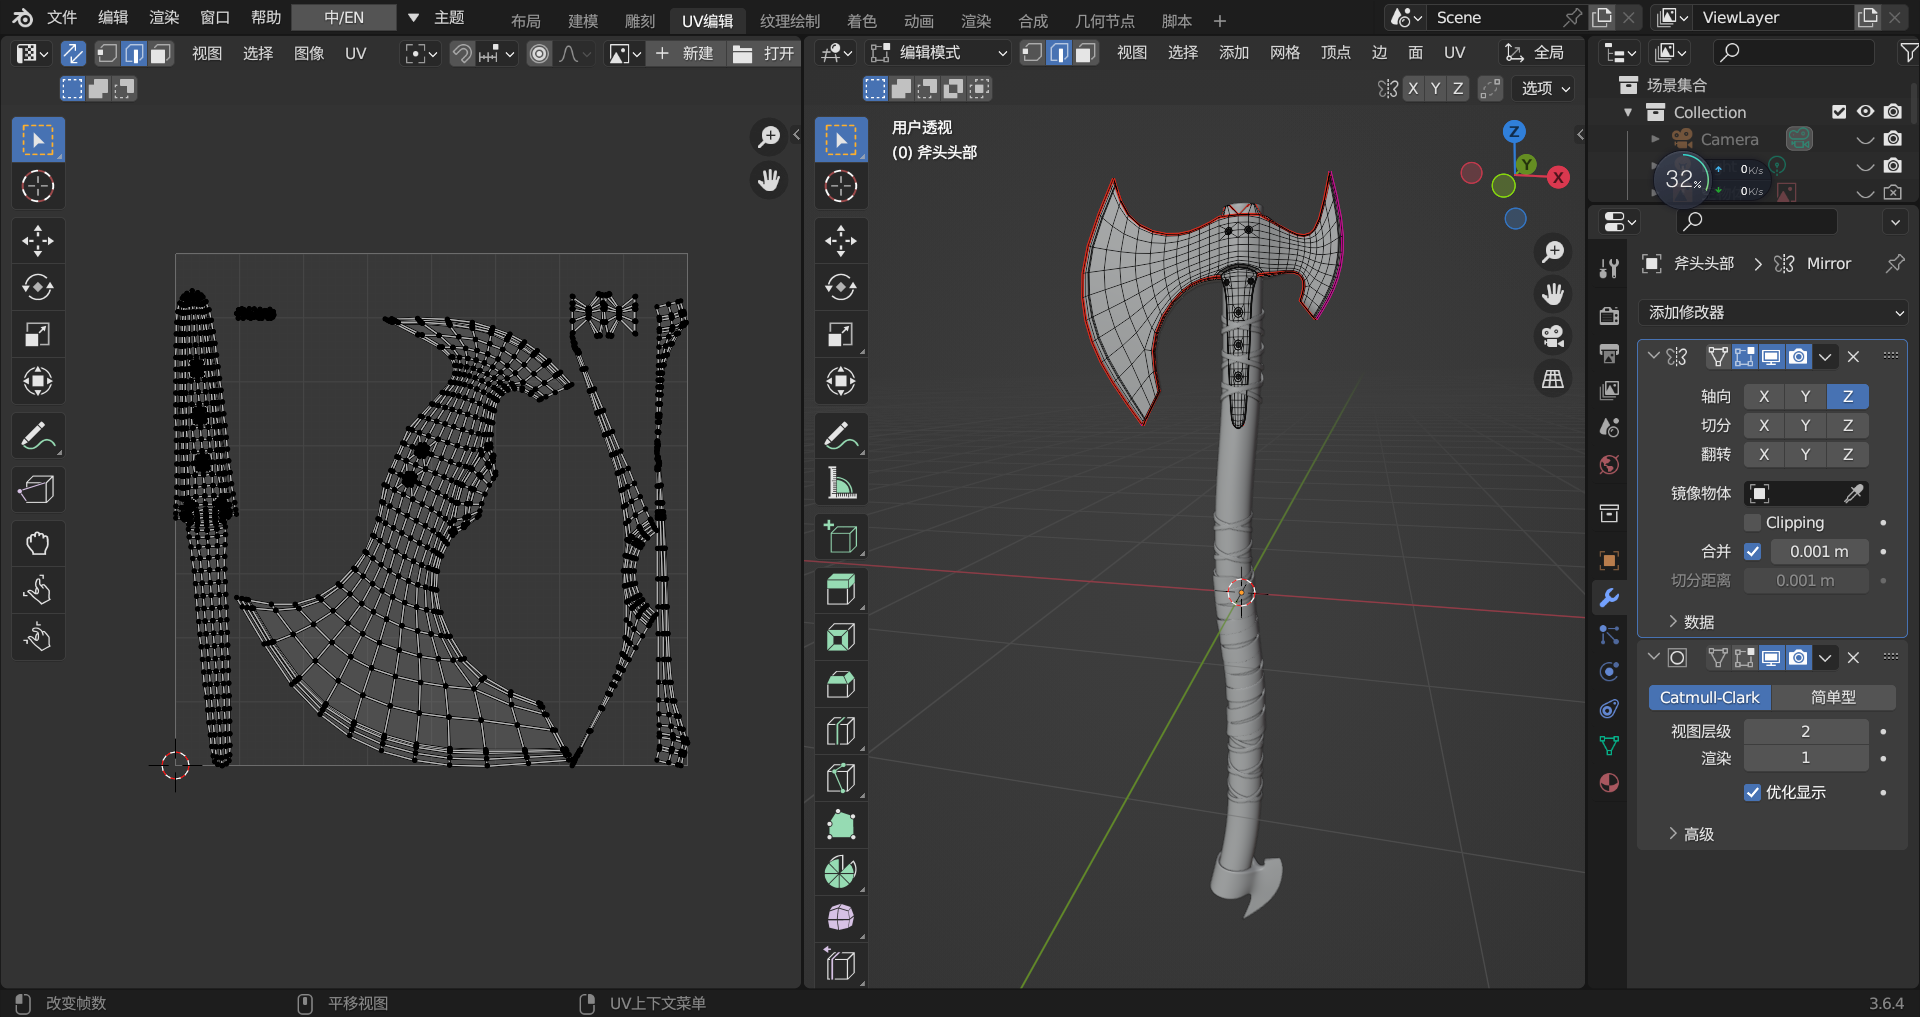 文件 编辑 渲染 窗口 帮助 中/EN 主题 布局 建模 雕刻 UV编辑 纹理绘制 着色 动画 渲染 合成 几何节点 脚本 Scene ViewLayer
视图 选择 图像 UV 新建 打开 编辑模式 视图 选择 添加 网格 顶点 边 面 UV 全局
X Y Z 选项
用户透视
(0) 斧头头部
Z
Y
X
场景集合
Collection
Camera
32%
0K/s
0K/s
斧头头部 Mirror
添加修改器
轴向 X Y Z
切分 X Y Z
翻转 X Y Z
镜像物体
Clipping
合并 0.001 m
切分距离 0.001 m
数据
Catmull-Clark 简单型
视图层级 2
渲染 1
优化显示
高级
改变帧数 平移视图 UV上下文菜单 3.6.4